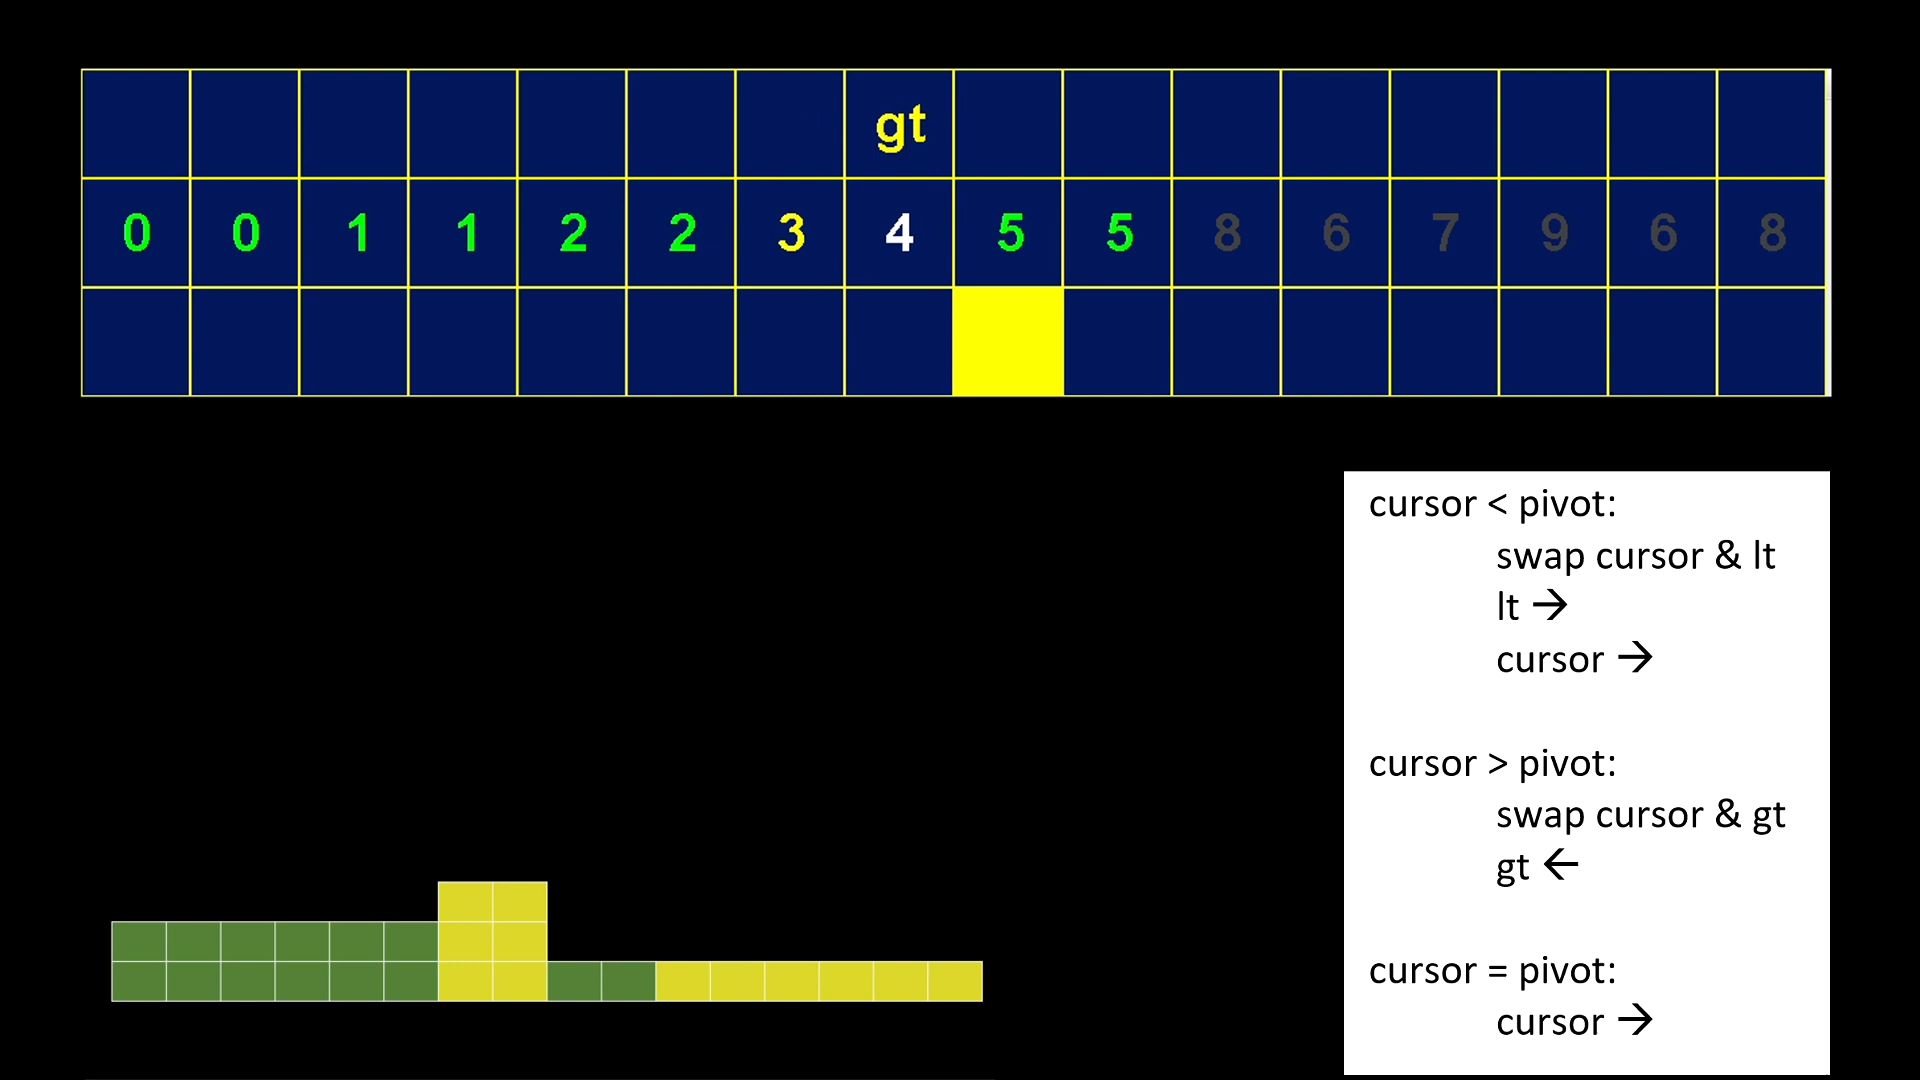 gt
0 0 1 1 2 2 3 4 5 5 8 6 7 9 6 8
cursor < pivot:
swap cursor & lt
lt →
cursor →
cursor > pivot:
swap cursor & gt
gt ←
cursor = pivot:
cursor →